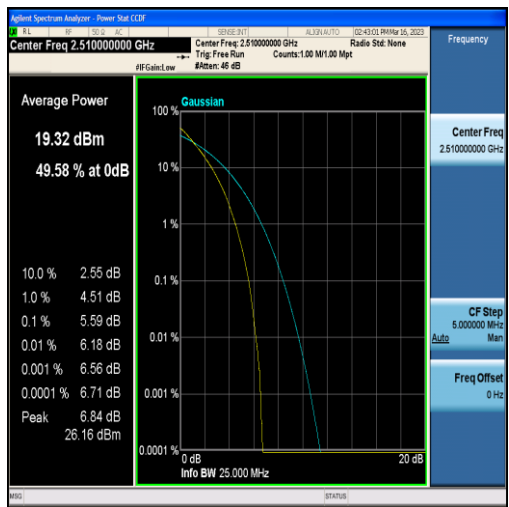 Agilent Spectrum Analyzer - Power Stat CCDF
RL RF 50 Ω AC SENSE:INT ALIGN AUTO 02:43:01 PM Mar 16, 2023
Center Freq 2.510000000 GHz
Center Freq: 2.510000000 GHz Radio Std: None
Trig: Free Run Counts:1.00 M/1.00 Mpt
#IFGain:Low #Atten: 46 dB
Frequency
Average Power
19.32 dBm
49.58 % at 0dB
10.0 % 2.55 dB
1.0 % 4.51 dB
0.1 % 5.59 dB
0.01 % 6.18 dB
0.001 % 6.56 dB
0.0001 % 6.71 dB
Peak 6.84 dB
26.16 dBm
Gaussian
100 %
10 %
1 %
0.1 %
0.01 %
0.001 %
0.0001 %
0 dB 20 dB
Info BW 25.000 MHz
Center Freq
2.510000000 GHz
CF Step
5.000000 MHz
Auto Man
Freq Offset
0 Hz
MSG STATUS